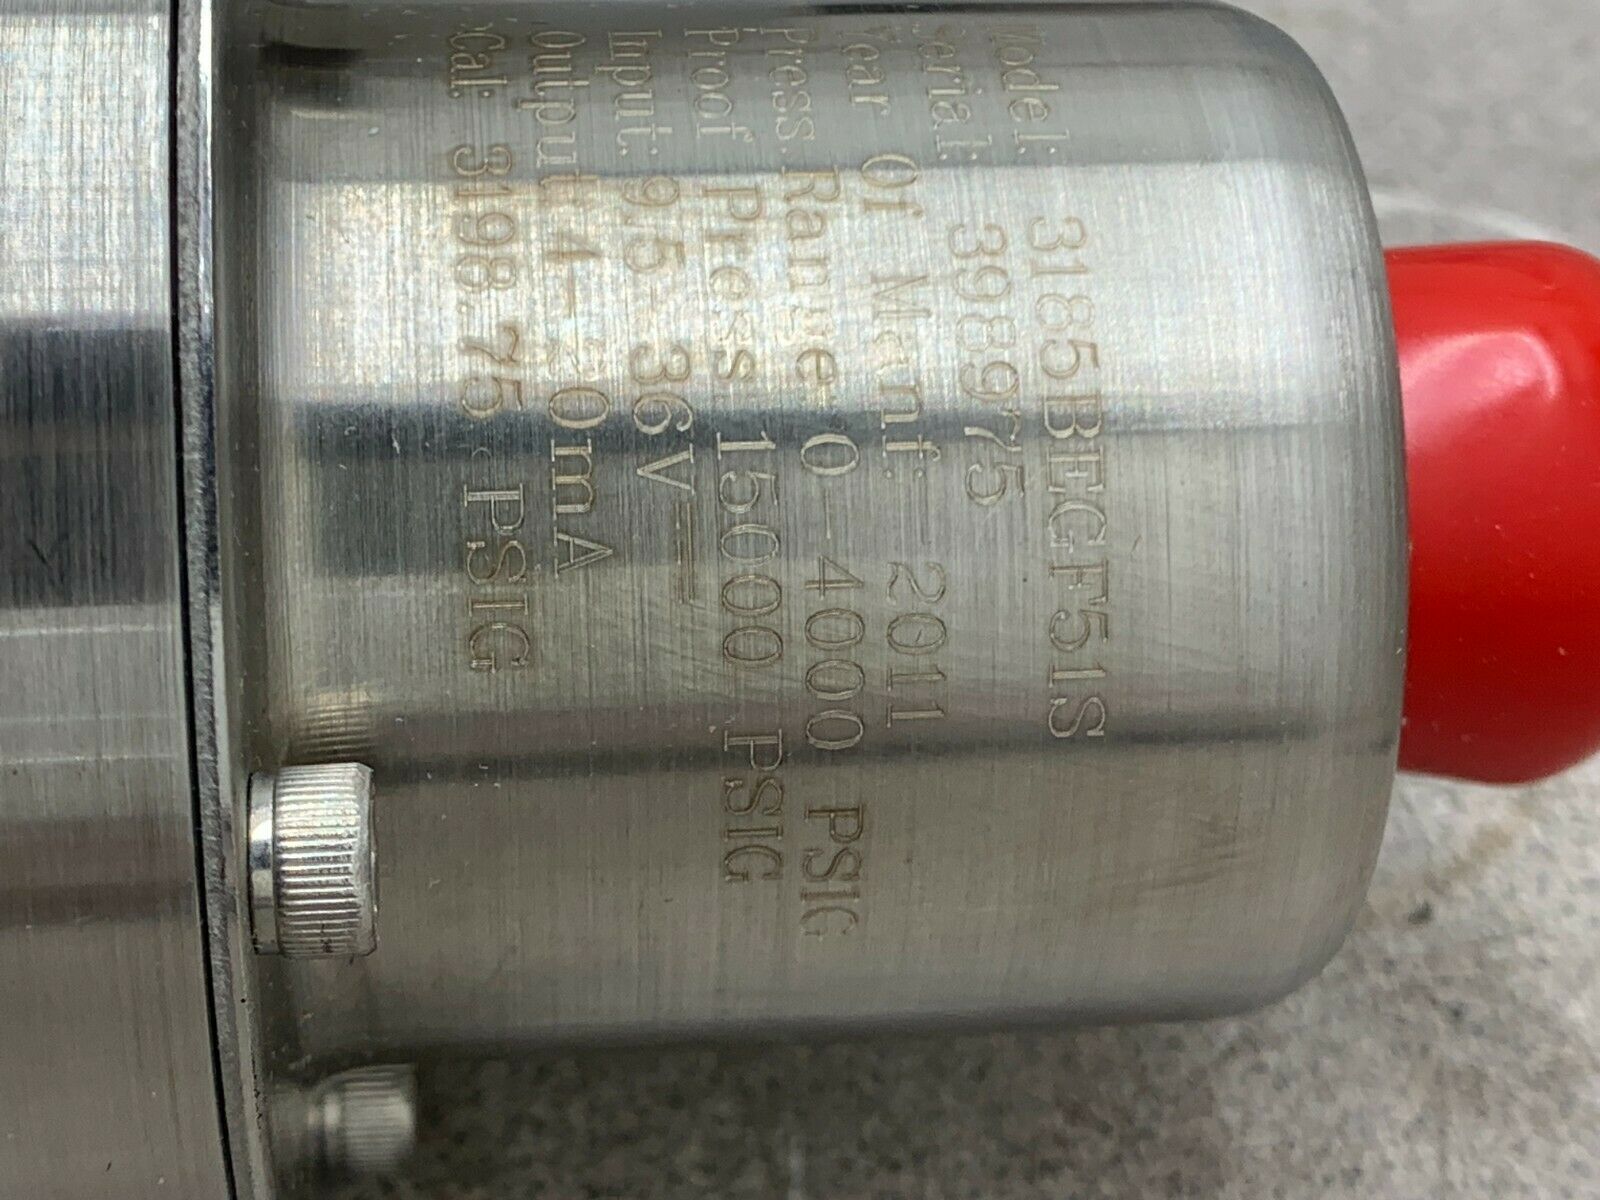 Model: 3185BEGF51S
Serial: 398975
Year Of Manf. 2011
Press. Range 0-4000 PSIG
Proof Press. 15000 PSIG
Input: 9.5-36V
Output 4-20mA
Cal: 3198.75 PSIG